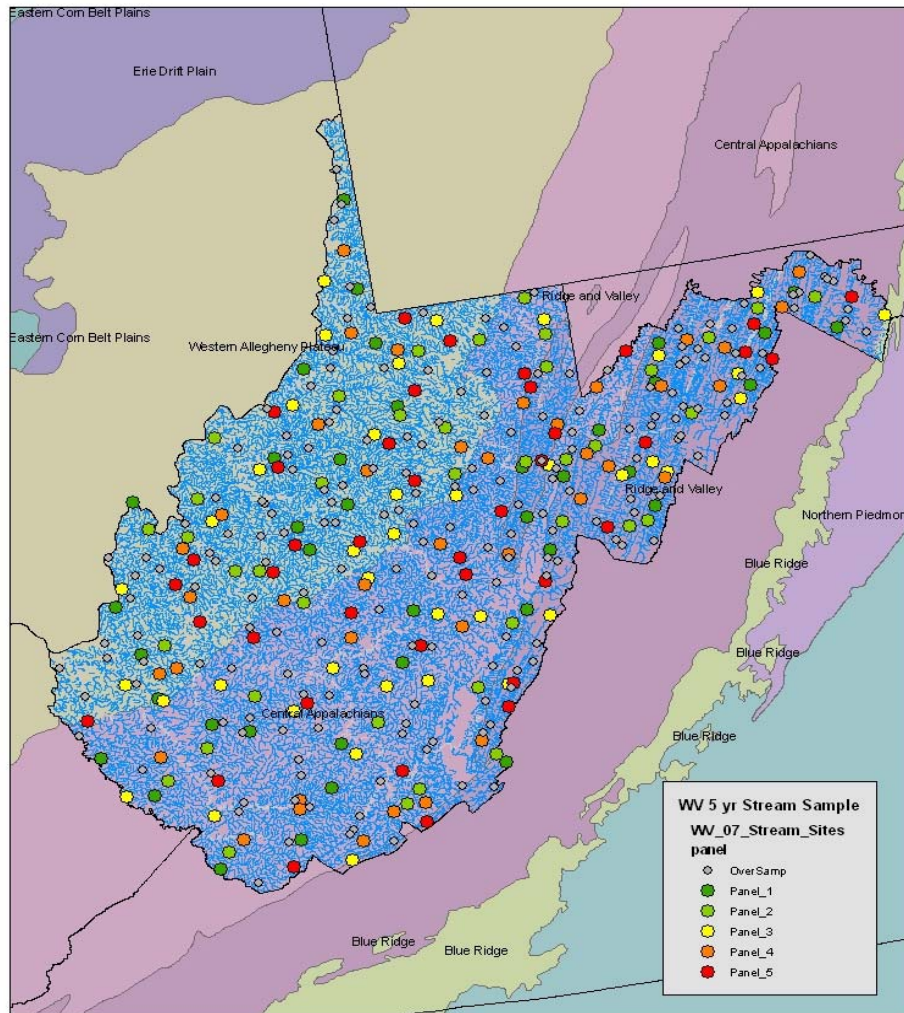 Eastern Corn Belt Plains
Erie Drift Plain
Central Appalachians
Ridge and Valley
Eastern Corn Belt Plains
Western Allegheny Plateau
Ridge and Valley
Northern Piedmon
Blue Ridge
Blue Ridge
Central Appalachians
Blue Ridge
Blue Ridge
Blue Ridge
WV 5 yr Stream Sample
WV_07_Stream_Sites
panel
OverSamp
Panel_1
Panel_2
Panel_3
Panel_4
Panel_5